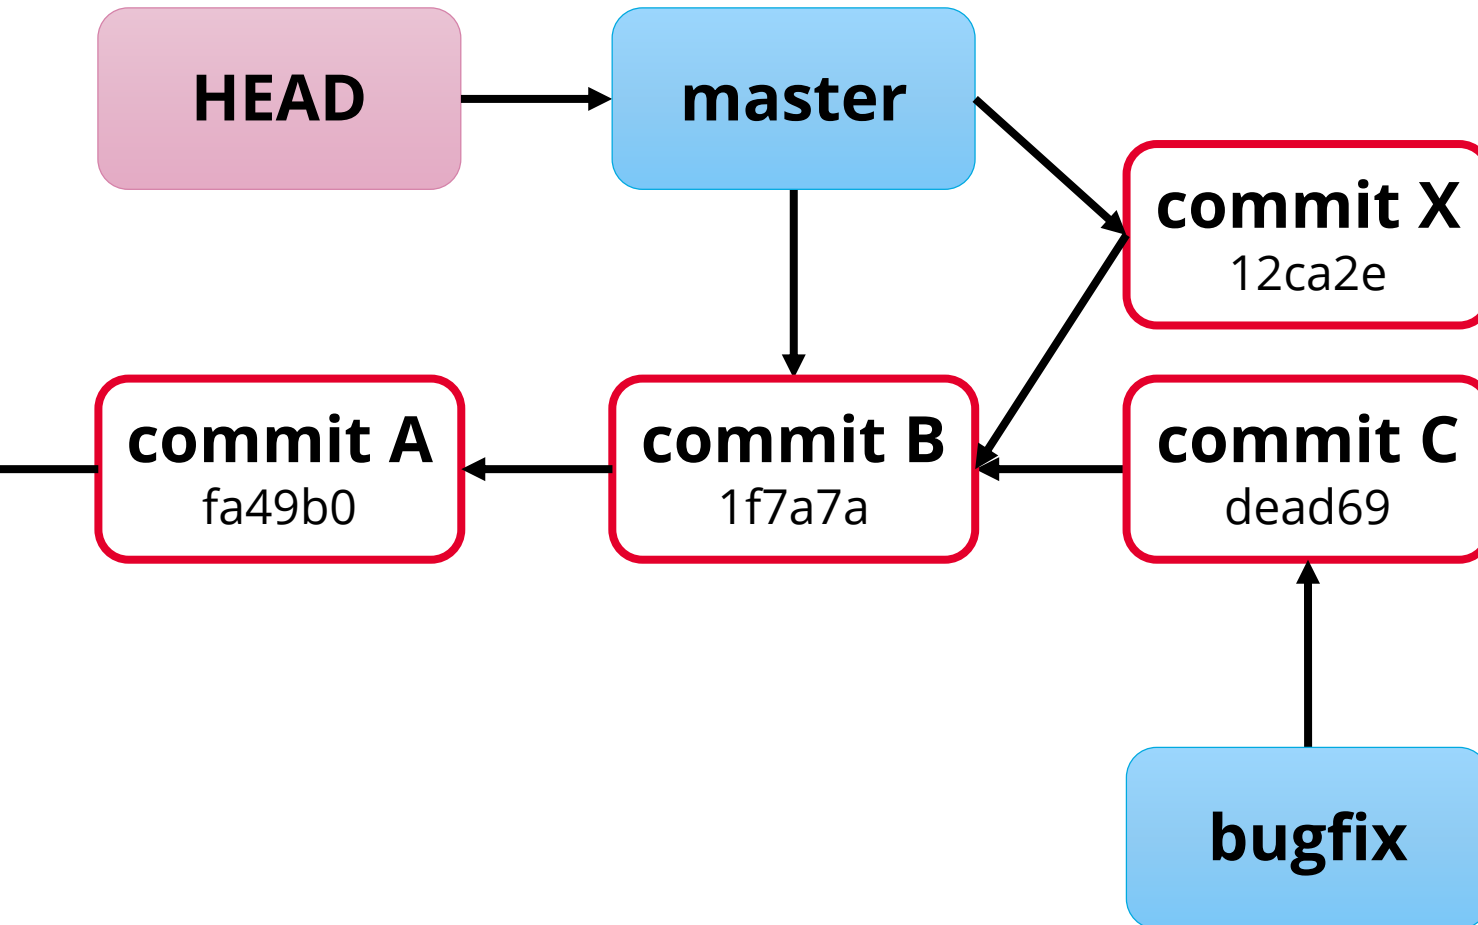 HEAD
master
commit X
12ca2e
commit A
fa49b0
commit B
1f7a7a
commit C
dead69
bugfix